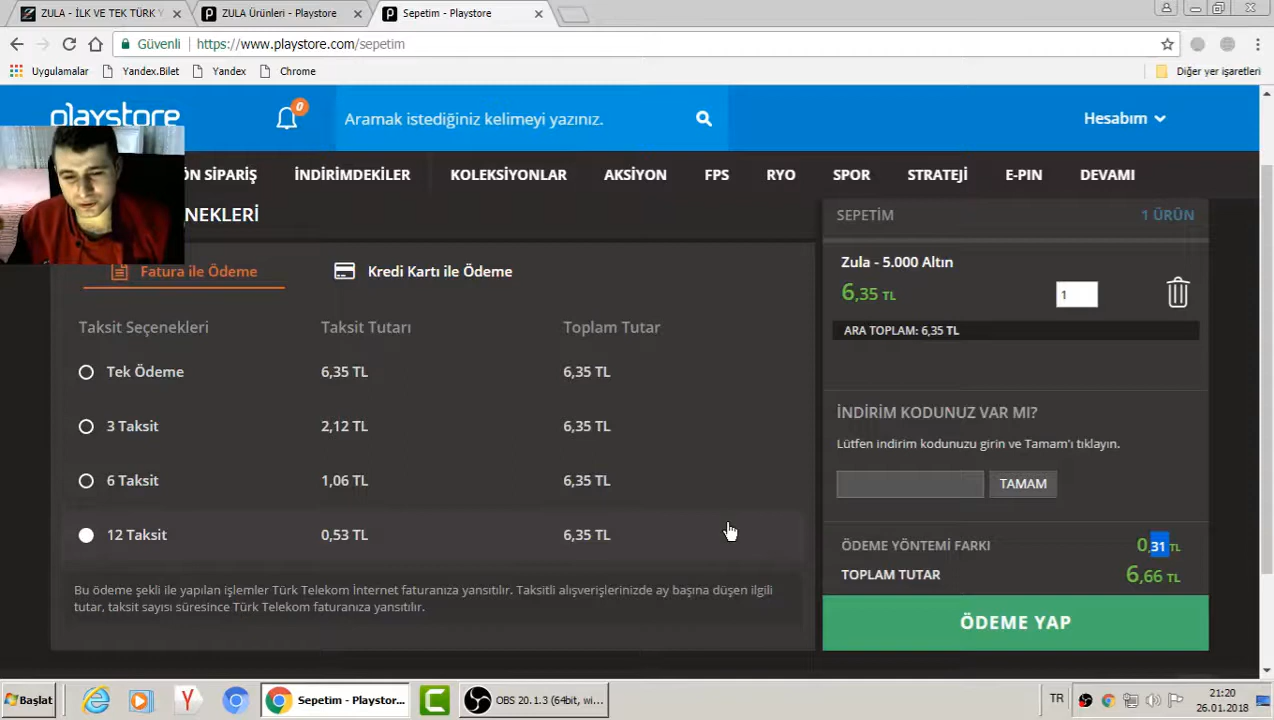 ZULA - İLK VE TEK TÜRK Y
ZULA Ürünleri - Playstore
Sepetim - Playstore
Güvenli
https://www.playstore.com/sepetim
Uygulamalar
Yandex.Bilet
Yandex
Chrome
Diğer yer işaretleri
playstore
0
Aramak istediğiniz kelimeyi yazınız.
Hesabım
ÖN SİPARİŞ
İNDİRİMDEKİLER
KOLEKSİYONLAR
AKSİYON
FPS
RYO
SPOR
STRATEJİ
E-PIN
DEVAMI
ENEKLERİ
Fatura ile Ödeme
Kredi Kartı ile Ödeme
Taksit Seçenekleri Taksit Tutarı Toplam Tutar
Tek Ödeme 6,35 TL 6,35 TL
3 Taksit 2,12 TL 6,35 TL
6 Taksit 1,06 TL 6,35 TL
12 Taksit 0,53 TL 6,35 TL
Bu ödeme şekli ile yapılan işlemler Türk Telekom İnternet faturanıza yansıtılır. Taksitli alışverişlerinizde ay başına düşen ilgili
tutar, taksit sayısı süresince Türk Telekom faturanıza yansıtılır.
SEPETİM 1 ÜRÜN
Zula - 5.000 Altın
6,35 TL
1
ARA TOPLAM: 6,35 TL
İNDİRİM KODUNUZ VAR MI?
Lütfen indirim kodunuzu girin ve Tamam'ı tıklayın.
TAMAM
ÖDEME YÖNTEMİ FARKI 0,31 TL
TOPLAM TUTAR 6,66 TL
ÖDEME YAP
Başlat
Sepetim - Playstor...
OBS 20.1.3 (64bit, wi...
TR
21:20
26.01.2018